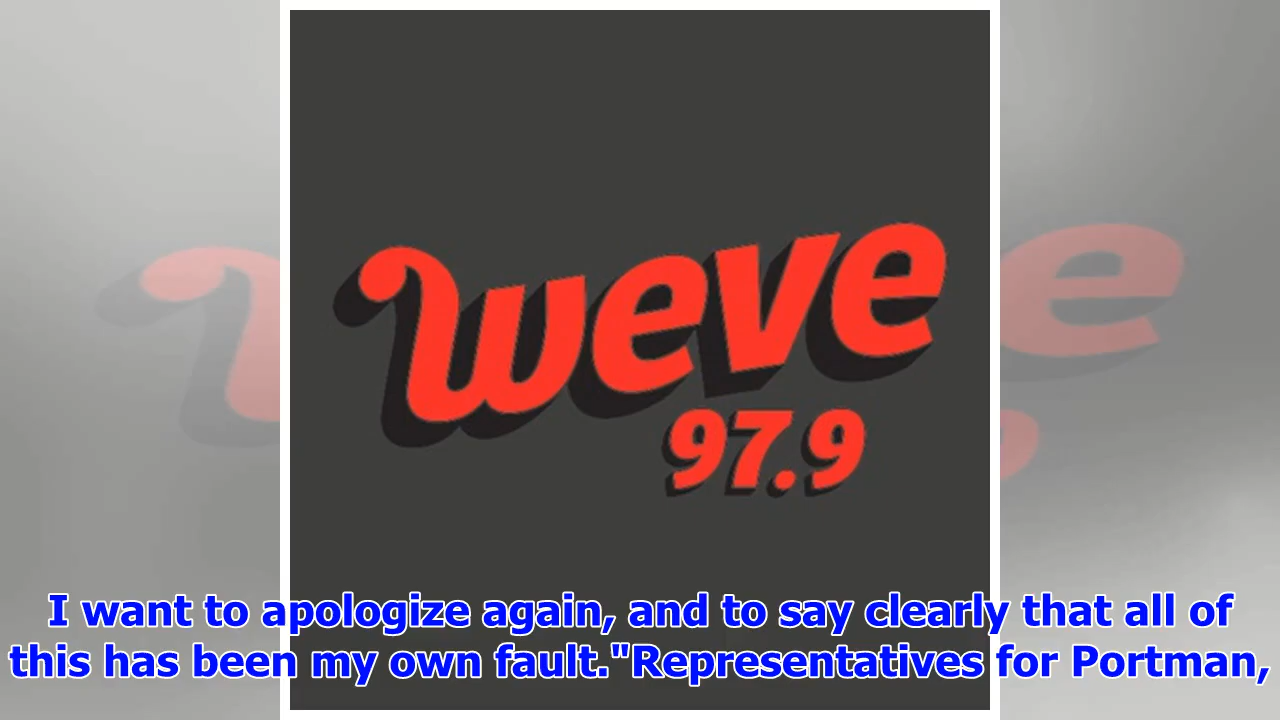 weve
97.9
I want to apologize again, and to say clearly that all of
this has been my own fault."Representatives for Portman,